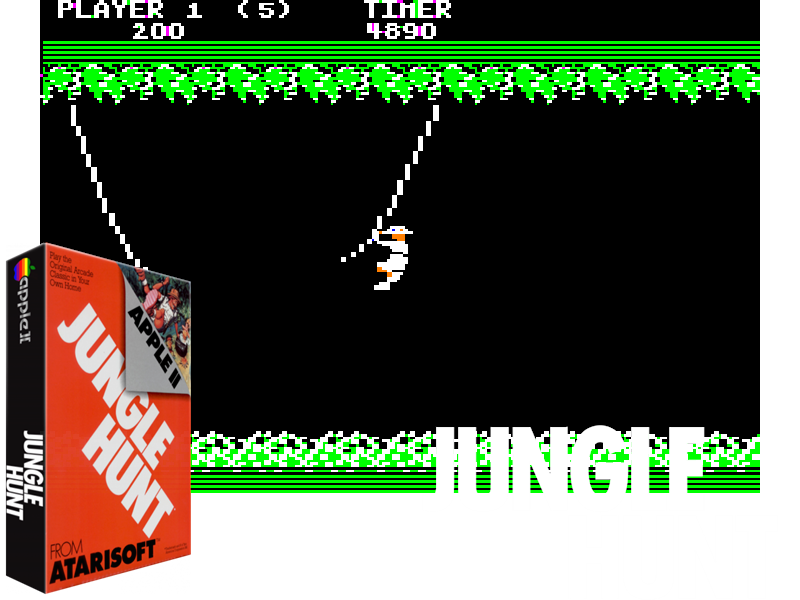 PLAYER 1 (5) TIMER
200 4890
apple II
JUNGLE
HUNT
Play the
Original Arcade
Classic in Your
Own Home
APPLE II
JUNGLE
HUNT
FROM
ATARISOFT™
JUNGLE